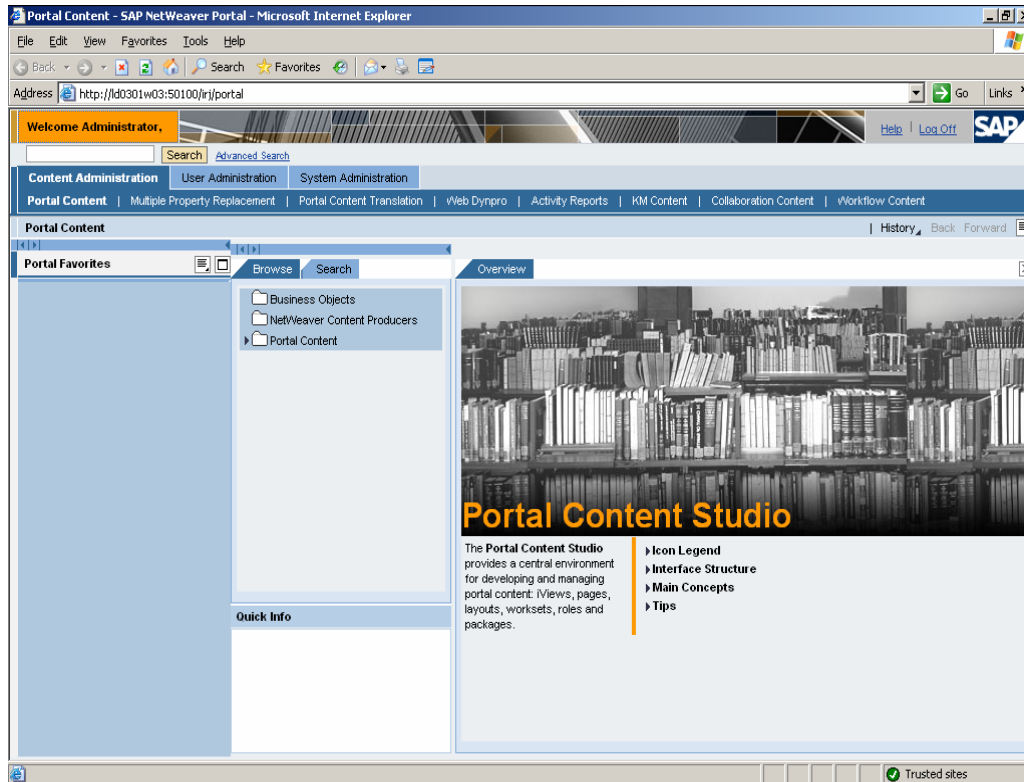 Portal Content - SAP NetWeaver Portal - Microsoft Internet Explorer
File Edit View Favorites Tools Help
Back Search Favorites
Address http://ld0301w03:50100/irj/portal Go Links
Welcome Administrator, Help | Log Off SAP
Search Advanced Search
Content Administration User Administration System Administration
Portal Content | Multiple Property Replacement | Portal Content Translation | Web Dynpro | Activity Reports | KM Content | Collaboration Content | Workflow Content
Portal Content | History Back Forward
Portal Favorites
Browse Search
Overview
Business Objects
NetWeaver Content Producers
Portal Content
Portal Content Studio
The Portal Content Studio
provides a central environment
for developing and managing
portal content: iViews, pages,
layouts, worksets, roles and
packages.
Icon Legend
Interface Structure
Main Concepts
Tips
Quick Info
Trusted sites